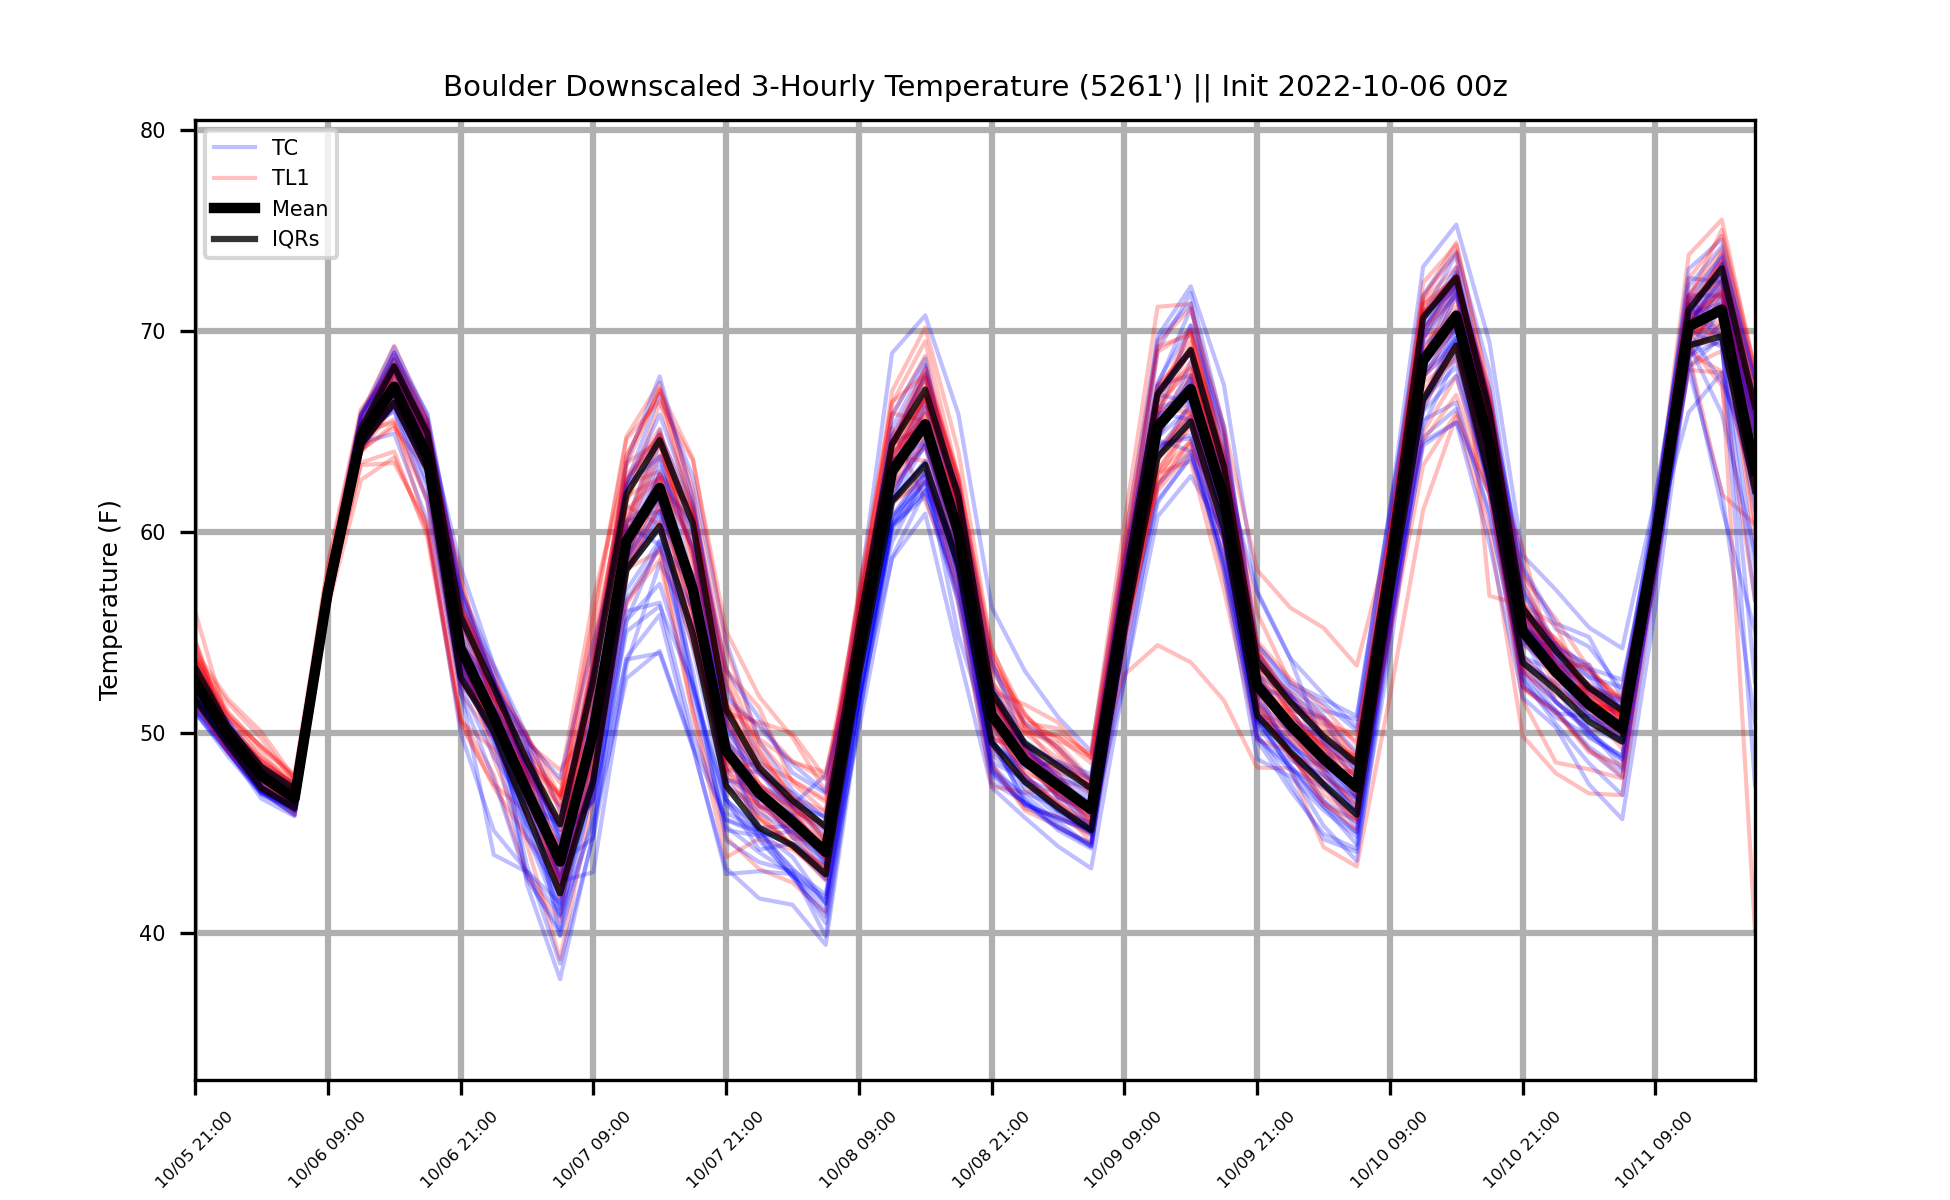 Boulder Downscaled 3-Hourly Temperature (5261') || Init 2022-10-06 00z
TC
TL1
Mean
IQRs
Temperature (F)
80
70
60
50
40
10/05 21:00
10/06 09:00
10/06 21:00
10/07 09:00
10/07 21:00
10/08 09:00
10/08 21:00
10/09 09:00
10/09 21:00
10/10 09:00
10/10 21:00
10/11 09:00